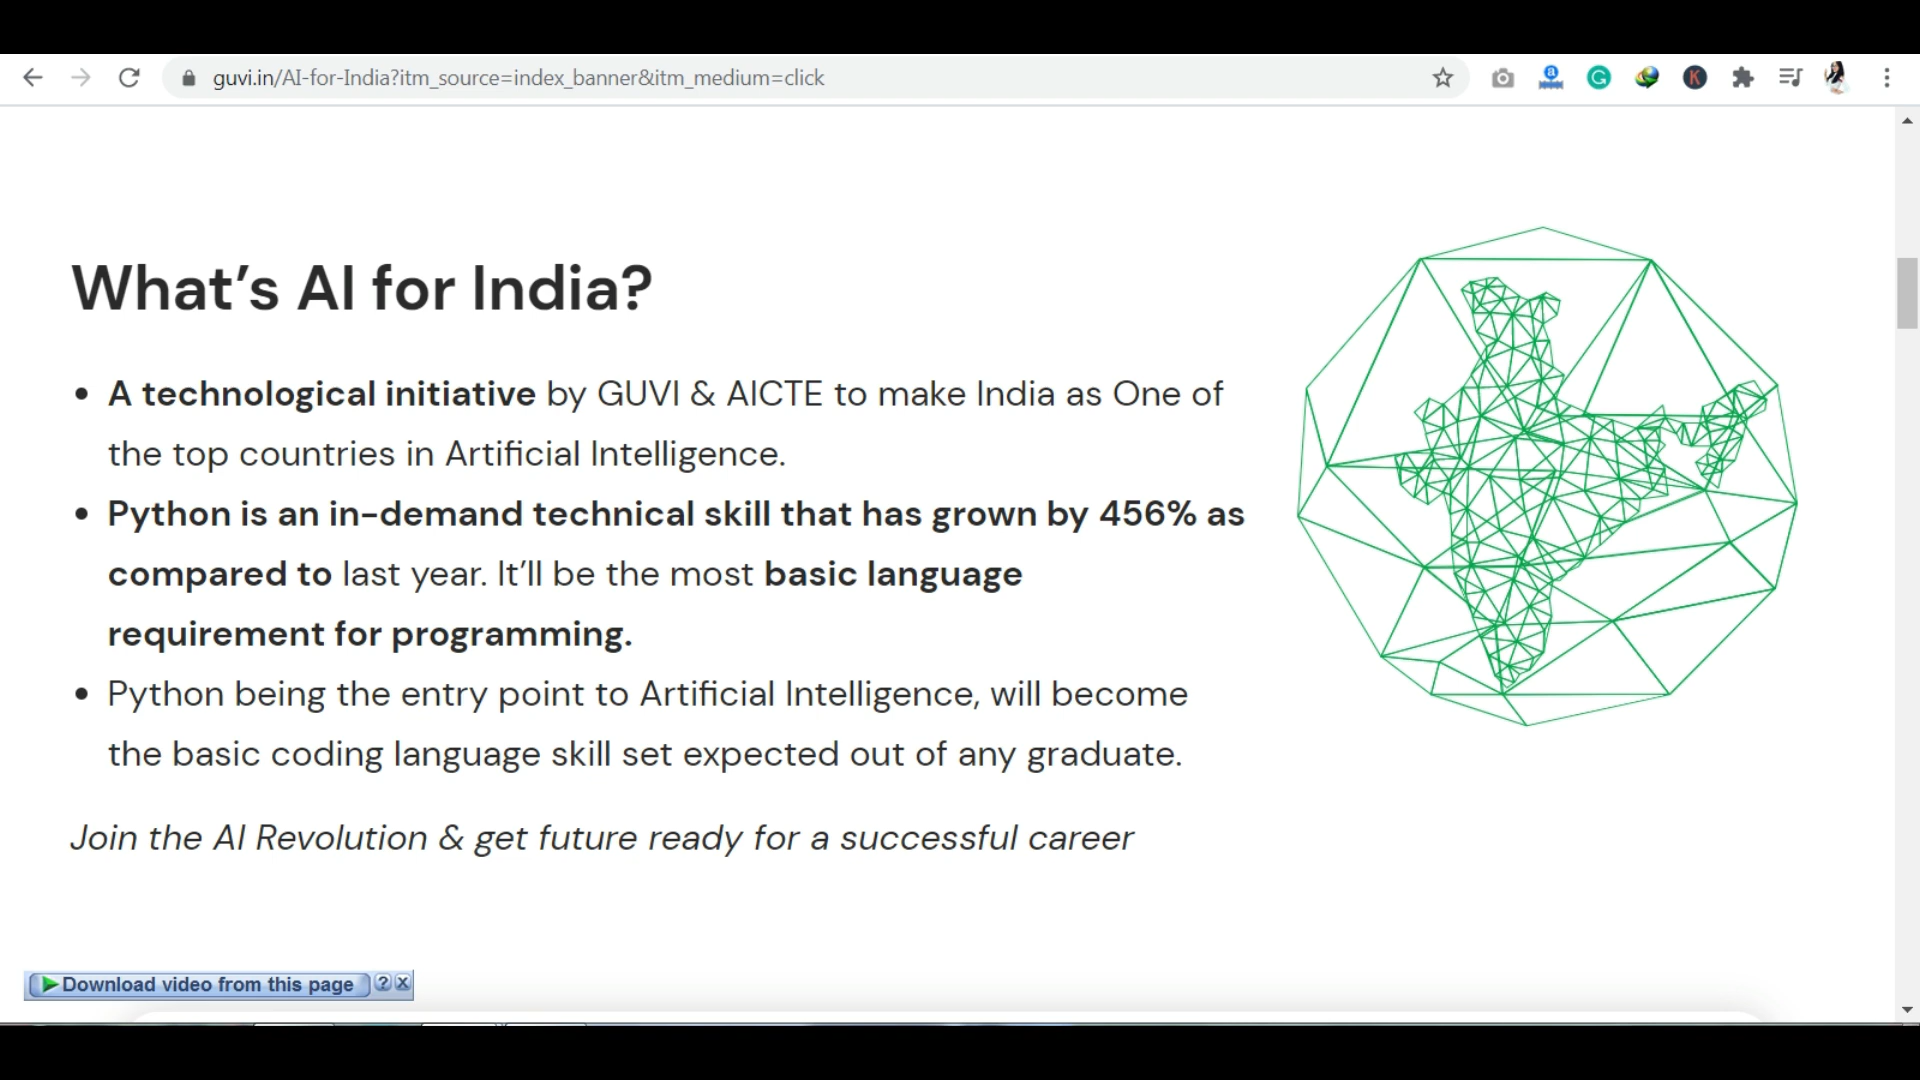 guvi.in/AI-for-India?itm_source=index_banner&itm_medium=click
What’s AI for India?
• A technological initiative by GUVI & AICTE to make India as One of
the top countries in Artificial Intelligence.
• Python is an in-demand technical skill that has grown by 456% as
compared to last year. It’ll be the most basic language
requirement for programming.
• Python being the entry point to Artificial Intelligence, will become
the basic coding language skill set expected out of any graduate.
Join the AI Revolution & get future ready for a successful career
Download video from this page ? X